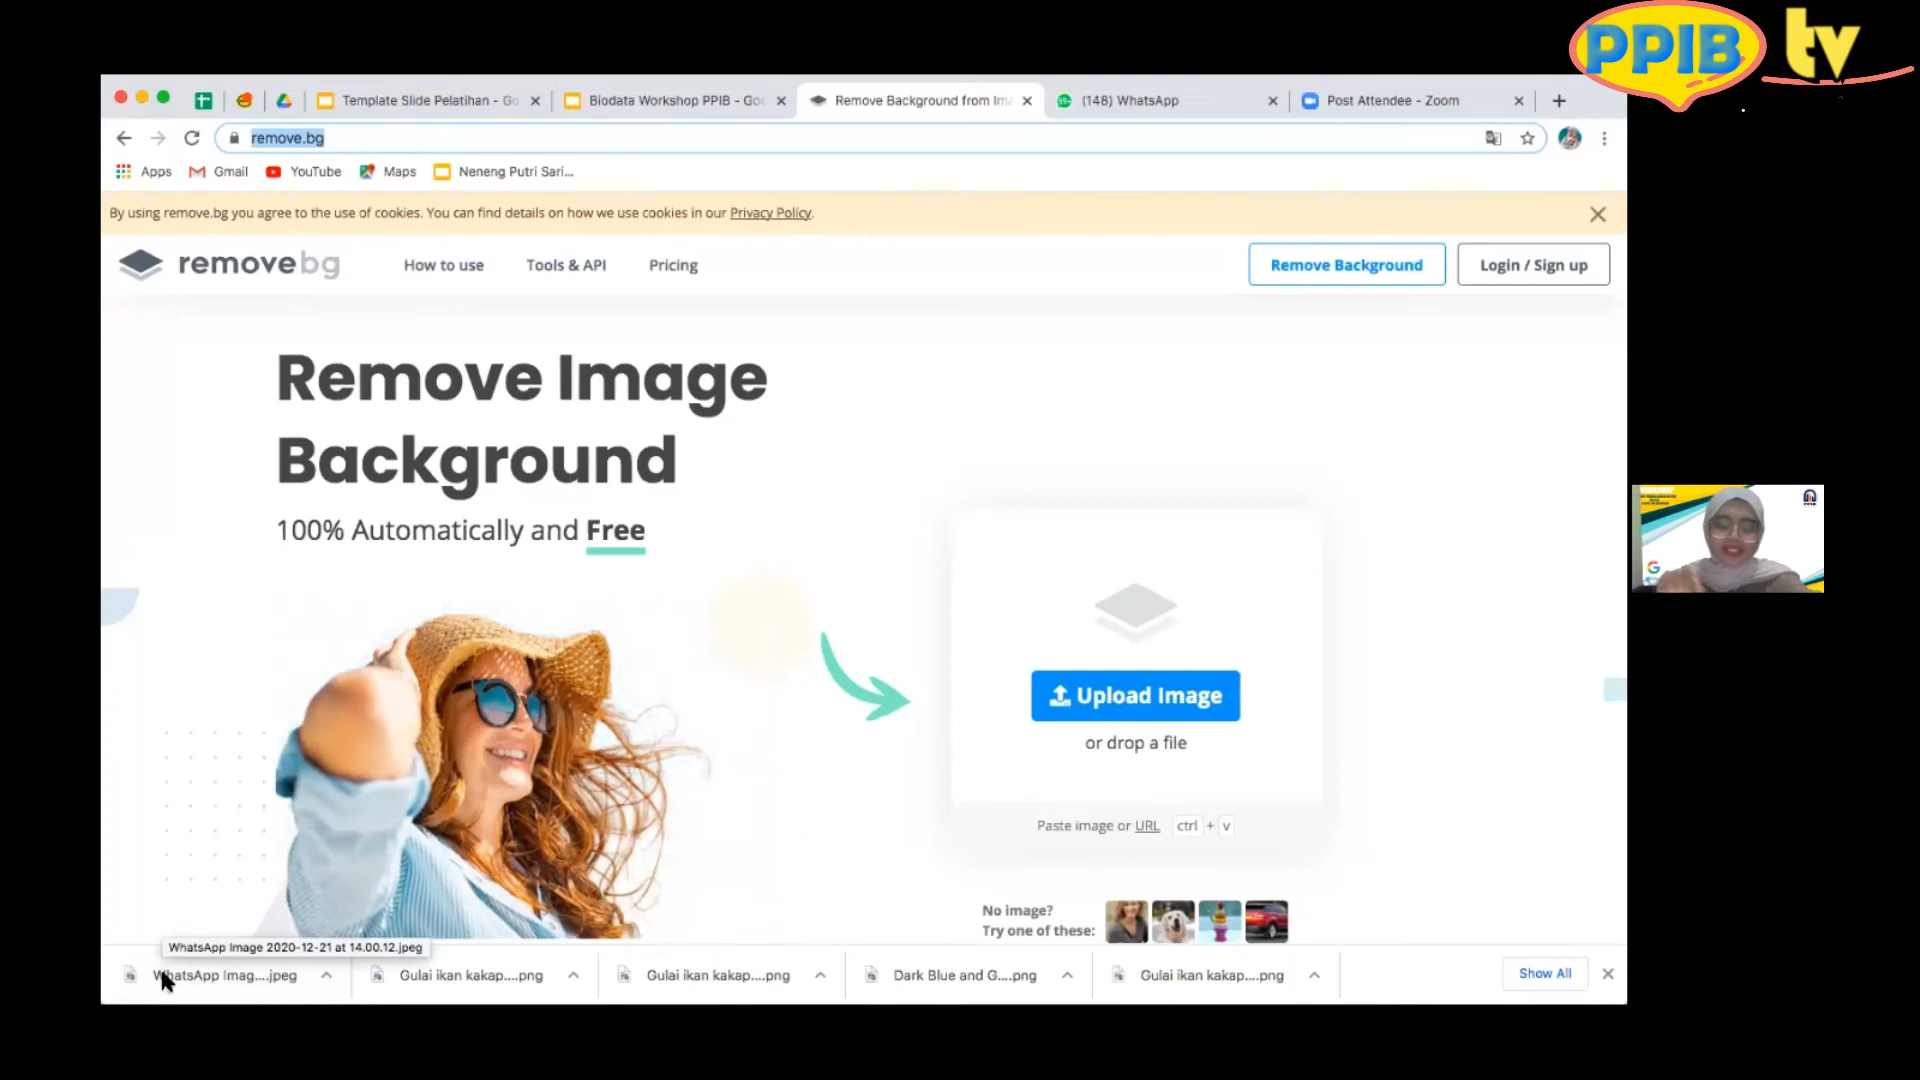 PPIB tv
Template Slide Pelatihan - Go
Biodata Workshop PPIB - Goo
Remove Background from Ima
(148) WhatsApp
Post Attendee - Zoom
remove.bg
Apps
Gmail
YouTube
Maps
Neneng Putri Sari...
By using remove.bg you agree to the use of cookies. You can find details on how we use cookies in our Privacy Policy.
removebg
How to use
Tools & API
Pricing
Remove Background
Login / Sign up
Remove Image
Background
100% Automatically and Free
Upload Image
or drop a file
Paste image or URL ctrl + v
No image?
Try one of these:
WhatsApp Image 2020-12-21 at 14.00.12.jpeg
WhatsApp Imag....jpeg
Gulai ikan kakap....png
Gulai ikan kakap....png
Dark Blue and G....png
Gulai ikan kakap....png
Show All